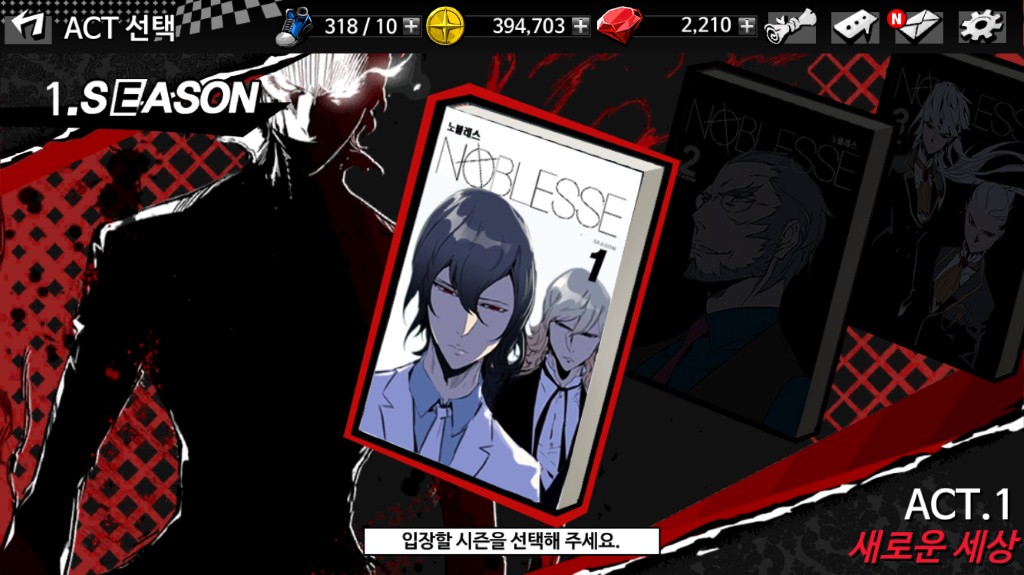 ACT 선택
318 / 10
394,703
2,210
N
1.SEASON
노블레스
NOBLESSE
SEASON
1
노블레스
NOBLESSE
2
NOBLESSE
3
입장할 시즌을 선택해 주세요.
ACT.1
새로운 세상